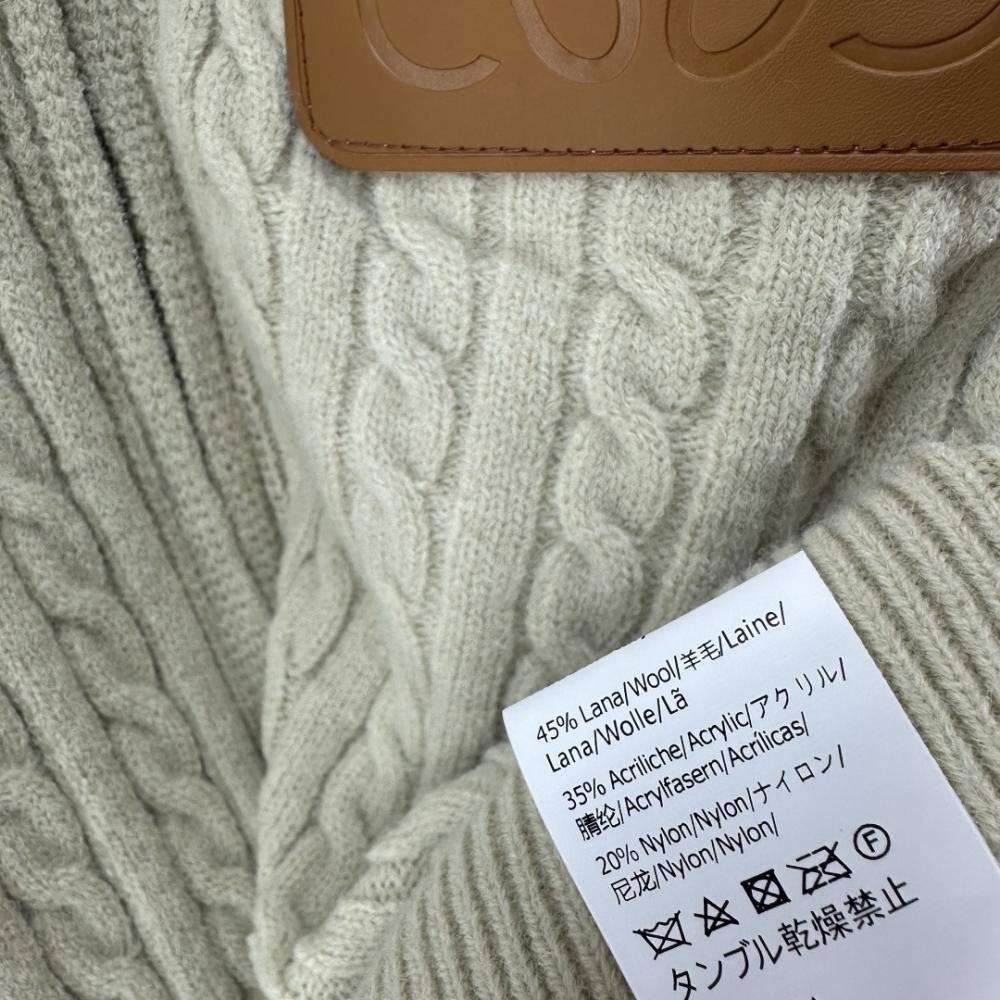 45% Lana/Wool/羊毛/Laine/
Lana/Wolle/Lã
35% Acriliche/Acrylic/アクリル/
腈纶/Acrylfasern/Acrílicas/
20% Nylon/Nylon/ナイロン/
尼龙/Nylon/Nylon/
F
タンブル乾燥禁止